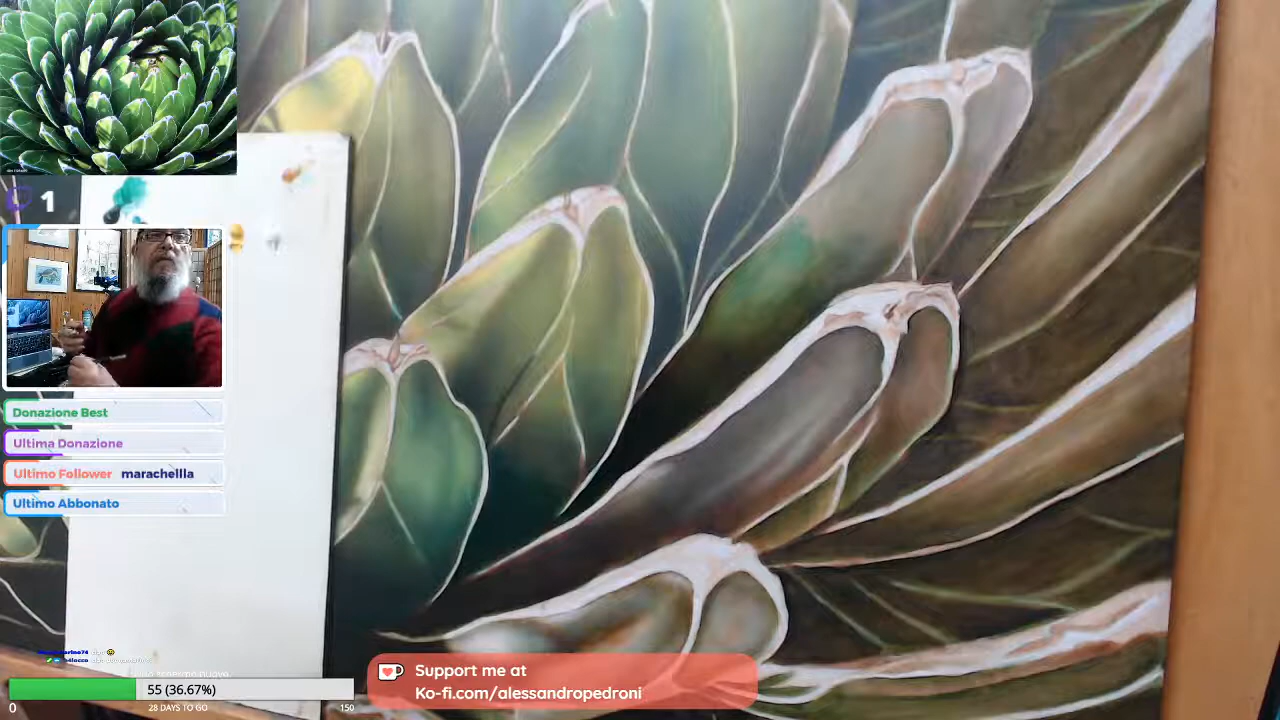 1
Donazione Best
Ultima Donazione
Ultimo Follower marachellla
Ultimo Abbonato
55 (36.67%)
0 28 DAYS TO GO 150
Support me at
Ko-fi.com/alessandropedroni